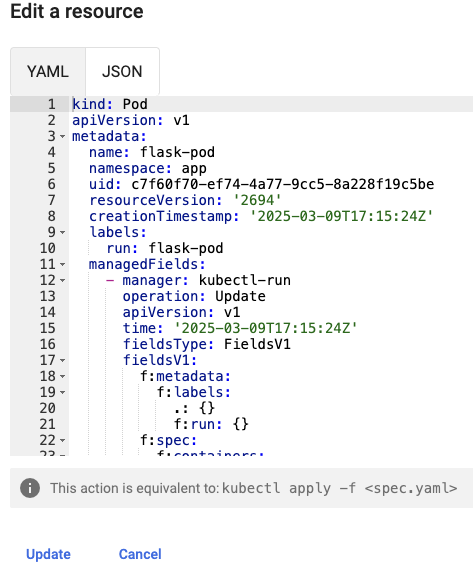 Edit a resource
YAML JSON
1 kind: Pod
2 apiVersion: v1
3 metadata:
4 name: flask-pod
5 namespace: app
6 uid: c7f60f70-ef74-4a77-9cc5-8a228f19c5be
7 resourceVersion: '2694'
8 creationTimestamp: '2025-03-09T17:15:24Z'
9 labels:
10 run: flask-pod
11 managedFields:
12 - manager: kubectl-run
13 operation: Update
14 apiVersion: v1
15 time: '2025-03-09T17:15:24Z'
16 fieldsType: FieldsV1
17 fieldsV1:
18 f:metadata:
19 f:labels:
20 .: {}
21 f:run: {}
22 f:spec:
23 f:containers:
This action is equivalent to: kubectl apply -f <spec.yaml>
Update Cancel